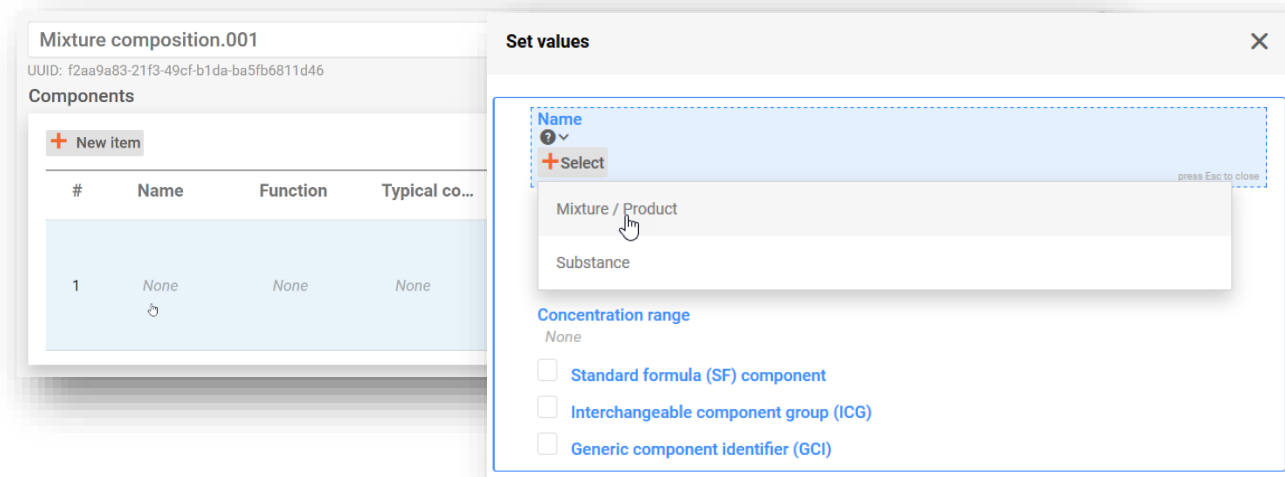 Mixture composition.001
UUID: f2aa9a83-21f3-49cf-b1da-ba5fb6811d46
Components
New item
# Name Function Typical co...
1 None None None
Set values
Name
Select
press Esc to close
Mixture / Product
Substance
Concentration range
None
Standard formula (SF) component
Interchangeable component group (ICG)
Generic component identifier (GCI)